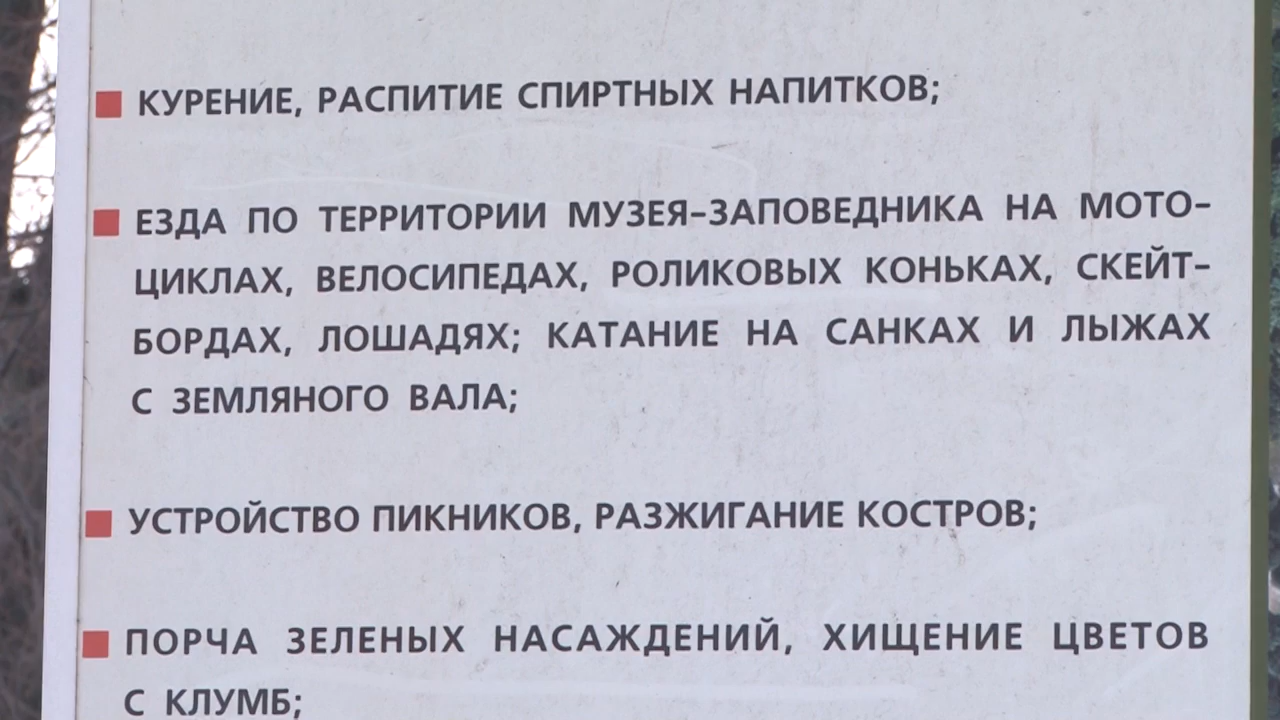 КУРЕНИЕ, РАСПИТИЕ СПИРТНЫХ НАПИТКОВ;
ЕЗДА ПО ТЕРРИТОРИИ МУЗЕЯ-ЗАПОВЕДНИКА НА МОТО-
ЦИКЛАХ, ВЕЛОСИПЕДАХ, РОЛИКОВЫХ КОНЬКАХ, СКЕЙТ-
БОРДАХ, ЛОШАДЯХ; КАТАНИЕ НА САНКАХ И ЛЫЖАХ
С ЗЕМЛЯНОГО ВАЛА;
УСТРОЙСТВО ПИКНИКОВ, РАЗЖИГАНИЕ КОСТРОВ;
ПОРЧА ЗЕЛЕНЫХ НАСАЖДЕНИЙ, ХИЩЕНИЕ ЦВЕТОВ
С КЛУМБ;